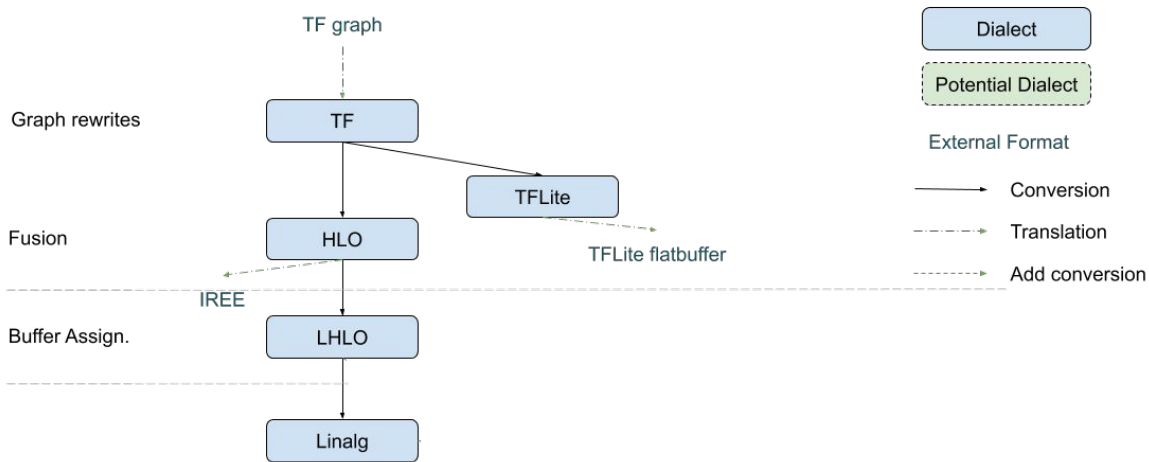 TF graph
Dialect
Potential Dialect
Graph rewrites
TF
External Format
TFLite
Conversion
Fusion
HLO
TFLite flatbuffer
Translation
IREE
Add conversion
Buffer Assign.
LHLO
Linalg